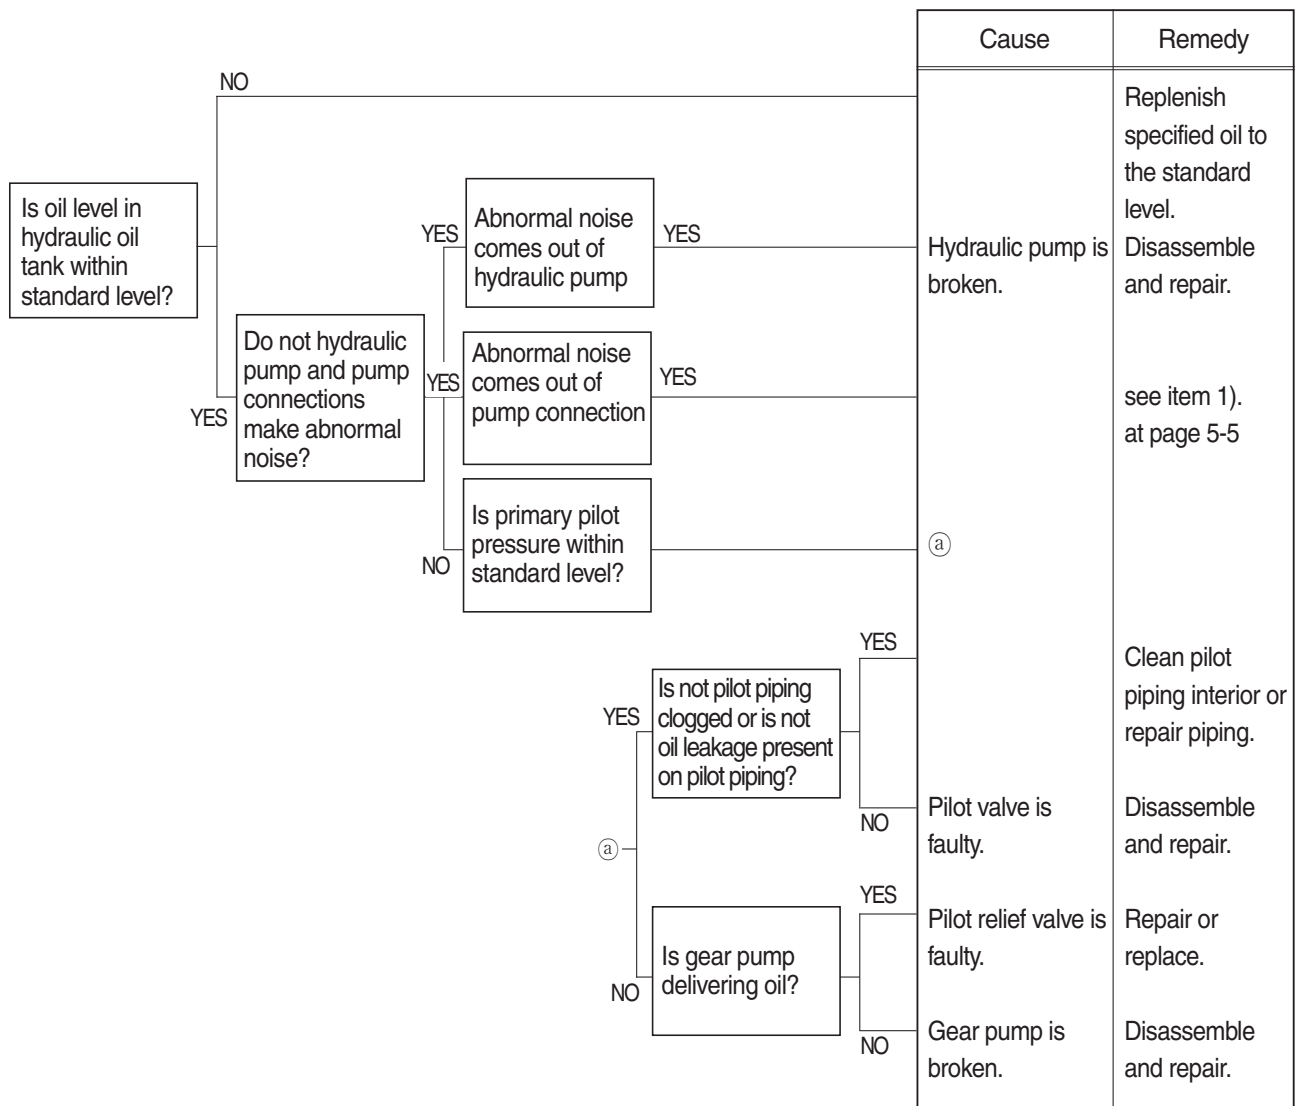 Cause
Remedy
NO
Replenish
specified oil to
the standard
level.
Is oil level in
hydraulic oil
tank within
standard level?
YES
Abnormal noise
comes out of
hydraulic pump
YES
Hydraulic pump is
broken.
Disassemble
and repair.
YES
Do not hydraulic
pump and pump
connections
make abnormal
noise?
YES
Abnormal noise
comes out of
pump connection
YES
see item 1).
at page 5-5
NO
Is primary pilot
pressure within
standard level?
ⓐ
ⓐ
YES
Is not pilot piping
clogged or is not
oil leakage present
on pilot piping?
YES
Clean pilot
piping interior or
repair piping.
NO
Pilot valve is
faulty.
Disassemble
and repair.
NO
Is gear pump
delivering oil?
YES
Pilot relief valve is
faulty.
Repair or
replace.
NO
Gear pump is
broken.
Disassemble
and repair.